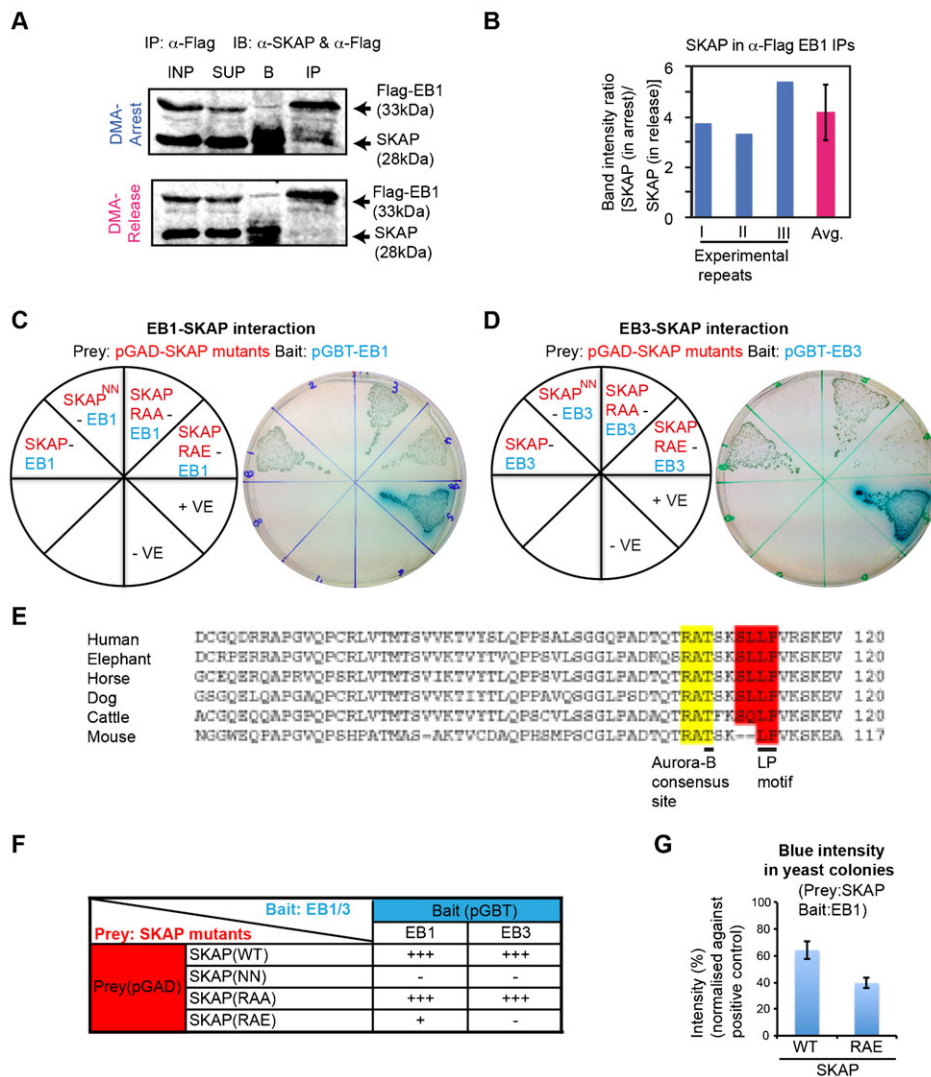 A
IP: α-Flag IB: α-SKAP & α-Flag
INP SUP B IP
DMA-
Arrest
Flag-EB1
(33kDa)
SKAP
(28kDa)
DMA-
Release
Flag-EB1
(33kDa)
SKAP
(28kDa)
B
SKAP in α-Flag EB1 IPs
Band intensity ratio
[SKAP (in arrest)/
SKAP (in release)]
6
4
2
0
I II III Avg.
Experimental
repeats
C
EB1-SKAP interaction
Prey: pGAD-SKAP mutants Bait: pGBT-EB1
SKAP-
EB1
SKAPNN
- EB1
SKAP
RAA -
EB1
SKAP
RAE -
EB1
+ VE
- VE
D
EB3-SKAP interaction
Prey: pGAD-SKAP mutants Bait: pGBT-EB3
SKAP-
EB3
SKAPNN
- EB3
SKAP
RAA -
EB3
SKAP
RAE -
EB3
+ VE
- VE
E
Human DCGQDRRAPGVQPCRLVTMTSVVKTVYSLQPPSALSGGQPADTQTRATSKSLLPVRSKEV 120
Elephant DCRPERRAPGVQPCRLVTMTSVVKTVYTVQPPSVLSGGQPADKQSRATSKSLLPVKSKEV 120
Horse GCEQERQAPGVQPCRLVTMISVVKTVYTLQPPSVLSGGLPADTQTRATSKSLLPVKSKEV 120
Dog GSGQELQAPGAQPCRLVTMTSVVKTIYTLQPPAVQSGGLPSDTQTRATSKSLLPVKSKEV 120
Cattle ACGQEQQAPGPQPCRLVTMTSVVKTVYTLQPSCVLSSGLPADAQTRATFKSQLPVKSKEV 120
Mouse NGGWEQPAPGVQPSHPATMAS-AKTVCDAQPHSMPSCGLPADTQTRATSK--LPVKSKEA 117
Aurora-B
consensus
site
LP
motif
F
Bait: EB1/3 Bait (pGBT)
Prey: SKAP mutants EB1 EB3
Prey(pGAD)
SKAP(WT) +++ +++
SKAP(NN) - -
SKAP(RAA) +++ +++
SKAP(RAE) + -
G
Blue intensity
in yeast colonies
(Prey:SKAP
Bait:EB1)
Intensity (%)
(normalised against
positive control)
100
80
60
40
20
0
WT RAE
SKAP